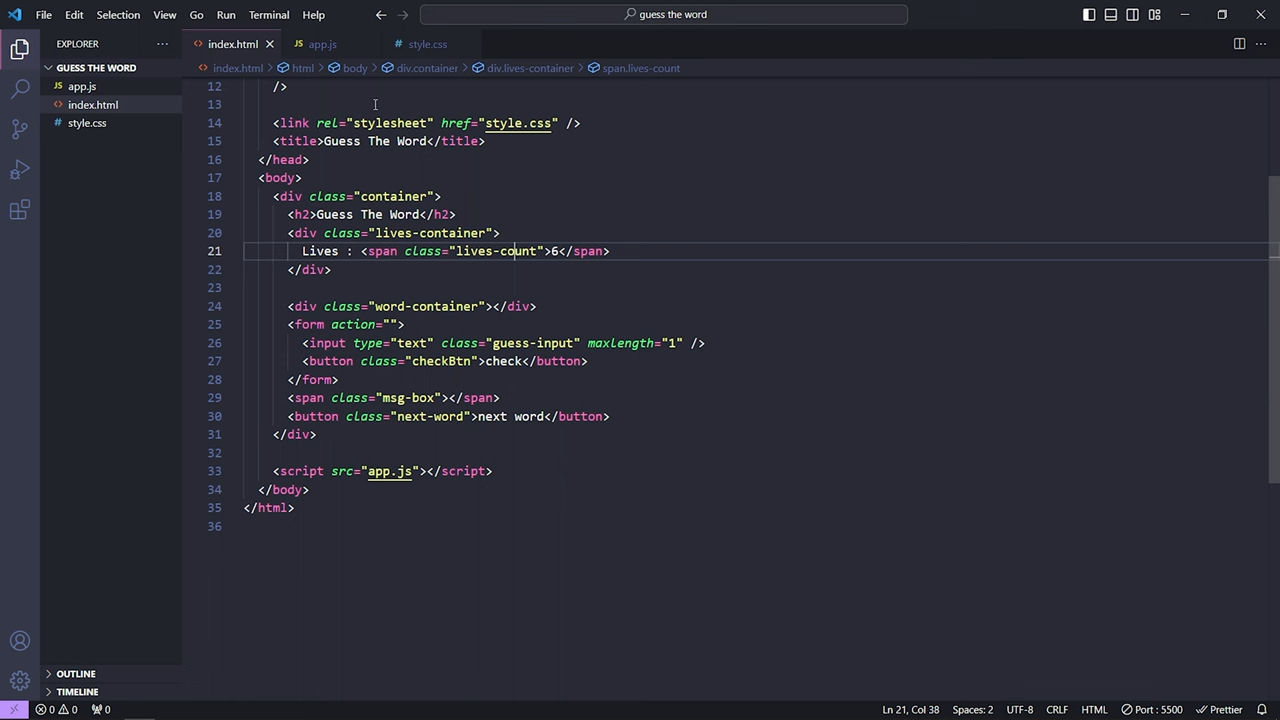 File Edit Selection View Go Run Terminal Help guess the word
EXPLORER
GUESS THE WORD
app.js
index.html
style.css
OUTLINE
TIMELINE
index.html app.js style.css
index.html > html > body > div.container > div.lives-container > span.lives-count
12 />
13
14 <link rel="stylesheet" href="style.css" />
15 <title>Guess The Word</title>
16 </head>
17 <body>
18 <div class="container">
19 <h2>Guess The Word</h2>
20 <div class="lives-container">
21 Lives : <span class="lives-count">6</span>
22 </div>
23
24 <div class="word-container"></div>
25 <form action="">
26 <input type="text" class="guess-input" maxlength="1" />
27 <button class="checkBtn">check</button>
28 </form>
29 <span class="msg-box"></span>
30 <button class="next-word">next word</button>
31 </div>
32
33 <script src="app.js"></script>
34 </body>
35 </html>
36
0 0 0 Ln 21, Col 38 Spaces: 2 UTF-8 CRLF HTML Port : 5500 Prettier